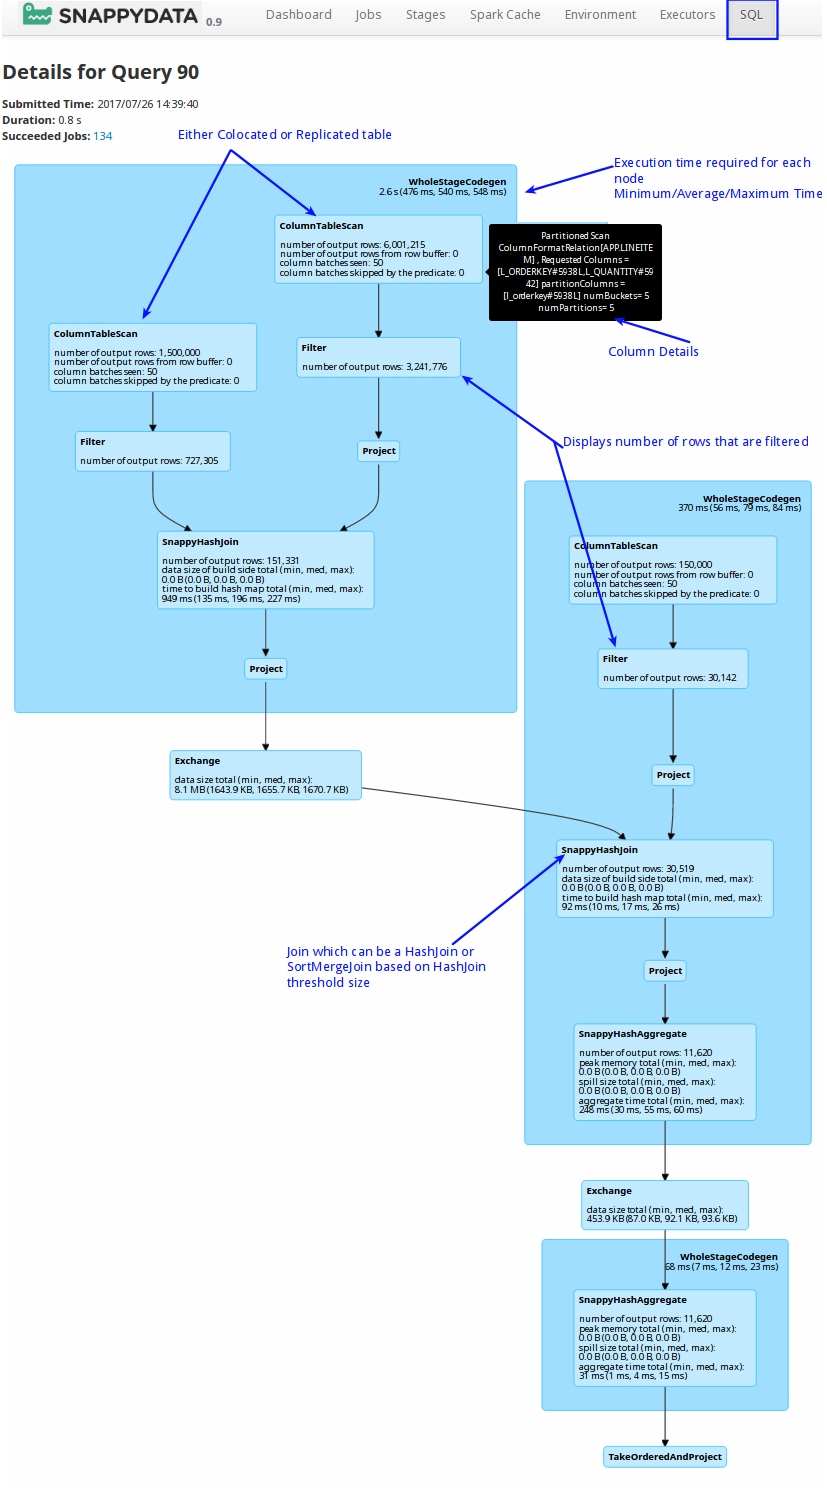 SNAPPYDATA 0.9 Dashboard Jobs Stages Spark Cache Environment Executors SQL
Details for Query 90
Submitted Time: 2017/07/26 14:39:40
Duration: 0.8 s
Succeeded Jobs: 134
Either Colocated or Replicated table
Execution time required for each
node
Minimum/Average/Maximum Time
WholeStageCodegen
2.6 s (476 ms, 540 ms, 548 ms)
ColumnTableScan
number of output rows: 6,001,215
number of output rows from row buffer: 0
column batches seen: 50
column batches skipped by the predicate: 0
Partitioned Scan
ColumnFormatRelation[APP.LINEITE
M] , Requested Columns =
[L_ORDERKEY#5938L,L_QUANTITY#59
42] partitionColumns =
[l_orderkey#5938L] numBuckets= 5
numPartitions= 5
Column Details
ColumnTableScan
number of output rows: 1,500,000
number of output rows from row buffer: 0
column batches seen: 50
column batches skipped by the predicate: 0
Filter
number of output rows: 3,241,776
Filter
number of output rows: 727,305
Project
Displays number of rows that are filtered
SnappyHashJoin
number of output rows: 151,331
data size of build side total (min, med, max):
0.0 B (0.0 B, 0.0 B, 0.0 B)
time to build hash map total (min, med, max):
949 ms (135 ms, 196 ms, 227 ms)
Project
Exchange
data size total (min, med, max):
8.1 MB (1643.9 KB, 1655.7 KB, 1670.7 KB)
WholeStageCodegen
370 ms (56 ms, 79 ms, 84 ms)
ColumnTableScan
number of output rows: 150,000
number of output rows from row buffer: 0
column batches seen: 50
column batches skipped by the predicate: 0
Filter
number of output rows: 30,142
Project
SnappyHashJoin
number of output rows: 30,519
data size of build side total (min, med, max):
0.0 B (0.0 B, 0.0 B, 0.0 B)
time to build hash map total (min, med, max):
92 ms (10 ms, 17 ms, 26 ms)
Join which can be a HashJoin or
SortMergeJoin based on HashJoin
threshold size
Project
SnappyHashAggregate
number of output rows: 11,620
peak memory total (min, med, max):
0.0 B (0.0 B, 0.0 B, 0.0 B)
spill size total (min, med, max):
0.0 B (0.0 B, 0.0 B, 0.0 B)
aggregate time total (min, med, max):
248 ms (30 ms, 55 ms, 60 ms)
Exchange
data size total (min, med, max):
453.9 KB (87.0 KB, 92.1 KB, 93.6 KB)
WholeStageCodegen
68 ms (7 ms, 12 ms, 23 ms)
SnappyHashAggregate
number of output rows: 11,620
peak memory total (min, med, max):
0.0 B (0.0 B, 0.0 B, 0.0 B)
spill size total (min, med, max):
0.0 B (0.0 B, 0.0 B, 0.0 B)
aggregate time total (min, med, max):
31 ms (1 ms, 4 ms, 15 ms)
TakeOrderedAndProject